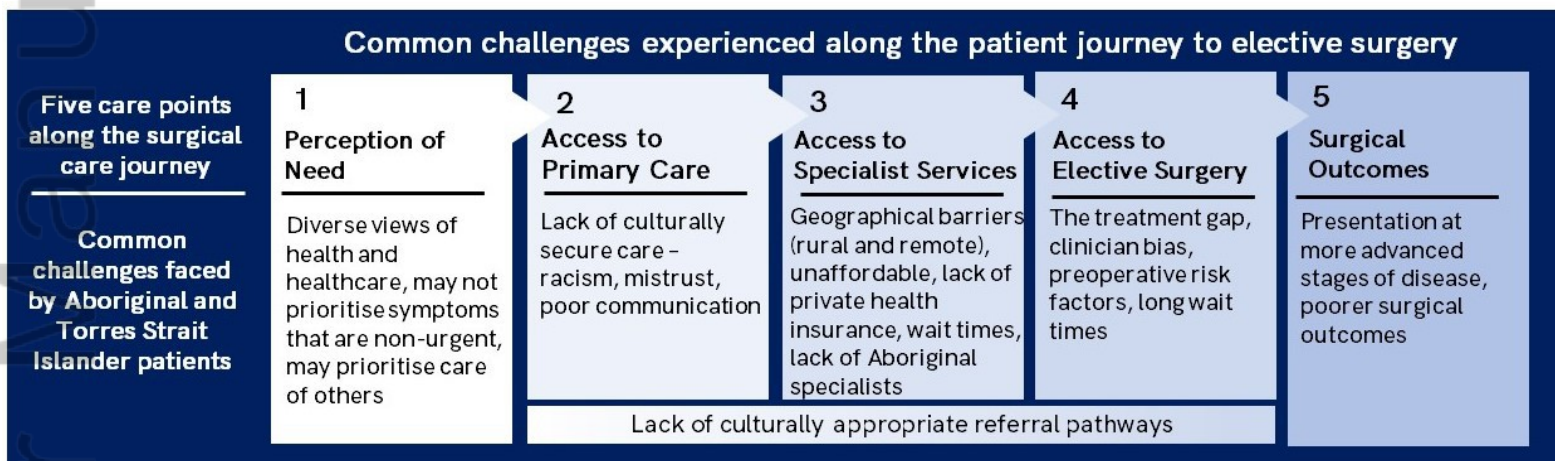 Common challenges experienced along the patient journey to elective surgery
Five care points
along the surgical
care journey
Common
challenges faced
by Aboriginal and
Torres Strait
Islander patients
1
Perception of
Need
Diverse views of
health and
healthcare, may not
prioritise symptoms
that are non-urgent,
may prioritise care
of others
2
Access to
Primary Care
Lack of culturally
secure care –
racism, mistrust,
poor communication
3
Access to
Specialist Services
Geographical barriers
(rural and remote),
unaffordable, lack of
private health
insurance, wait times,
lack of Aboriginal
specialists
4
Access to
Elective Surgery
The treatment gap,
clinician bias,
preoperative risk
factors, long wait
times
5
Surgical
Outcomes
Presentation at
more advanced
stages of disease,
poorer surgical
outcomes
Lack of culturally appropriate referral pathways